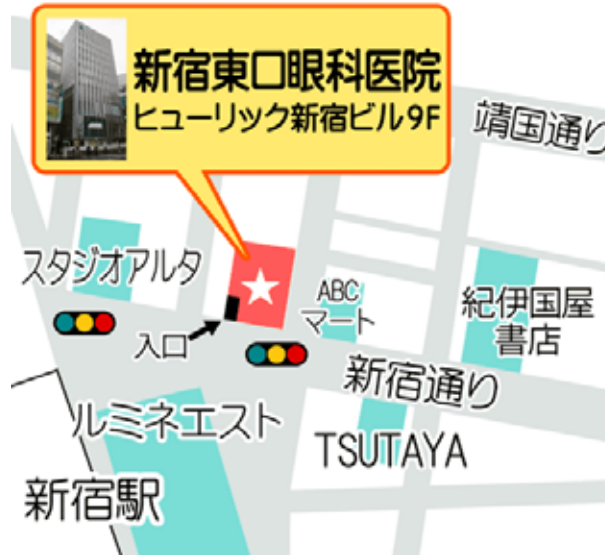 新宿東口眼科医院
ヒューリック新宿ビル9F
靖国通り
スタジオアルタ
ABC
マート
紀伊国屋
書店
入口
新宿通り
ルミネエスト
TSUTAYA
新宿駅